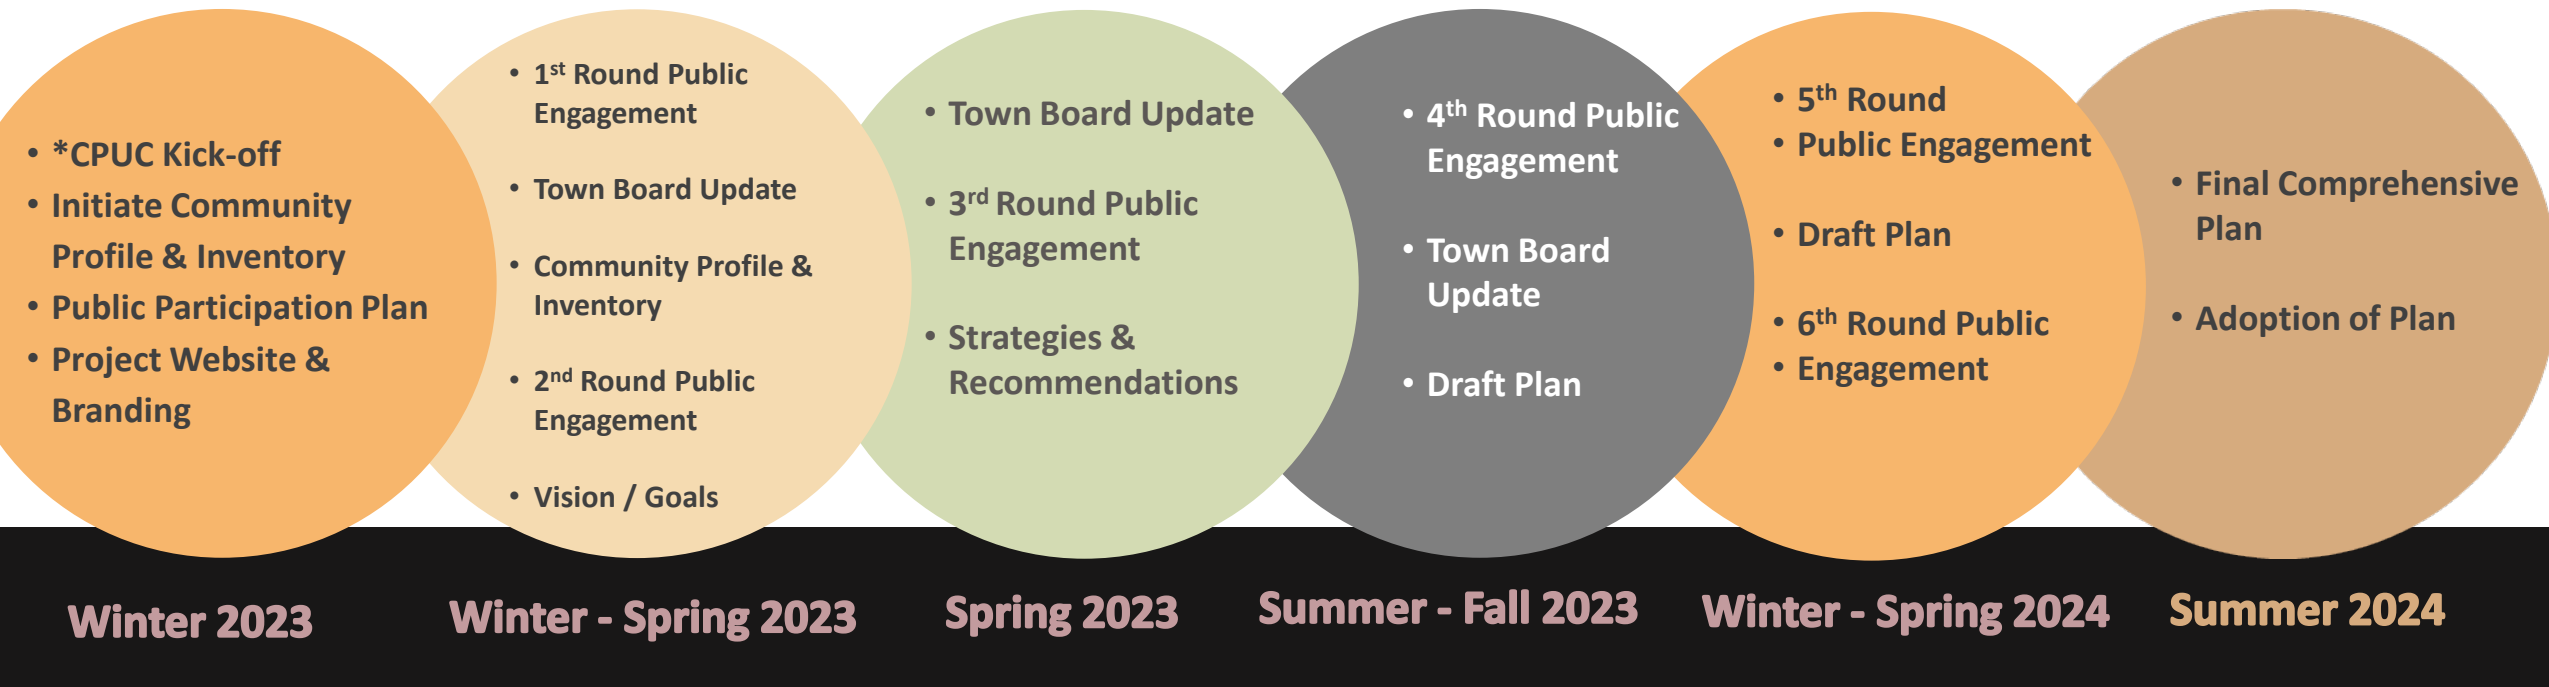 • *CPUC Kick-off
• Initiate Community
Profile & Inventory
• Public Participation Plan
• Project Website &
Branding
• 1st Round Public
Engagement
• Town Board Update
• Community Profile &
Inventory
• 2nd Round Public
Engagement
• Vision / Goals
• Town Board Update
• 3rd Round Public
Engagement
• Strategies &
Recommendations
• 4th Round Public
Engagement
• Town Board
Update
• Draft Plan
• 5th Round
• Public Engagement
• Draft Plan
• 6th Round Public
• Engagement
• Final Comprehensive
Plan
• Adoption of Plan
Winter 2023
Winter - Spring 2023
Spring 2023
Summer - Fall 2023
Winter - Spring 2024
Summer 2024